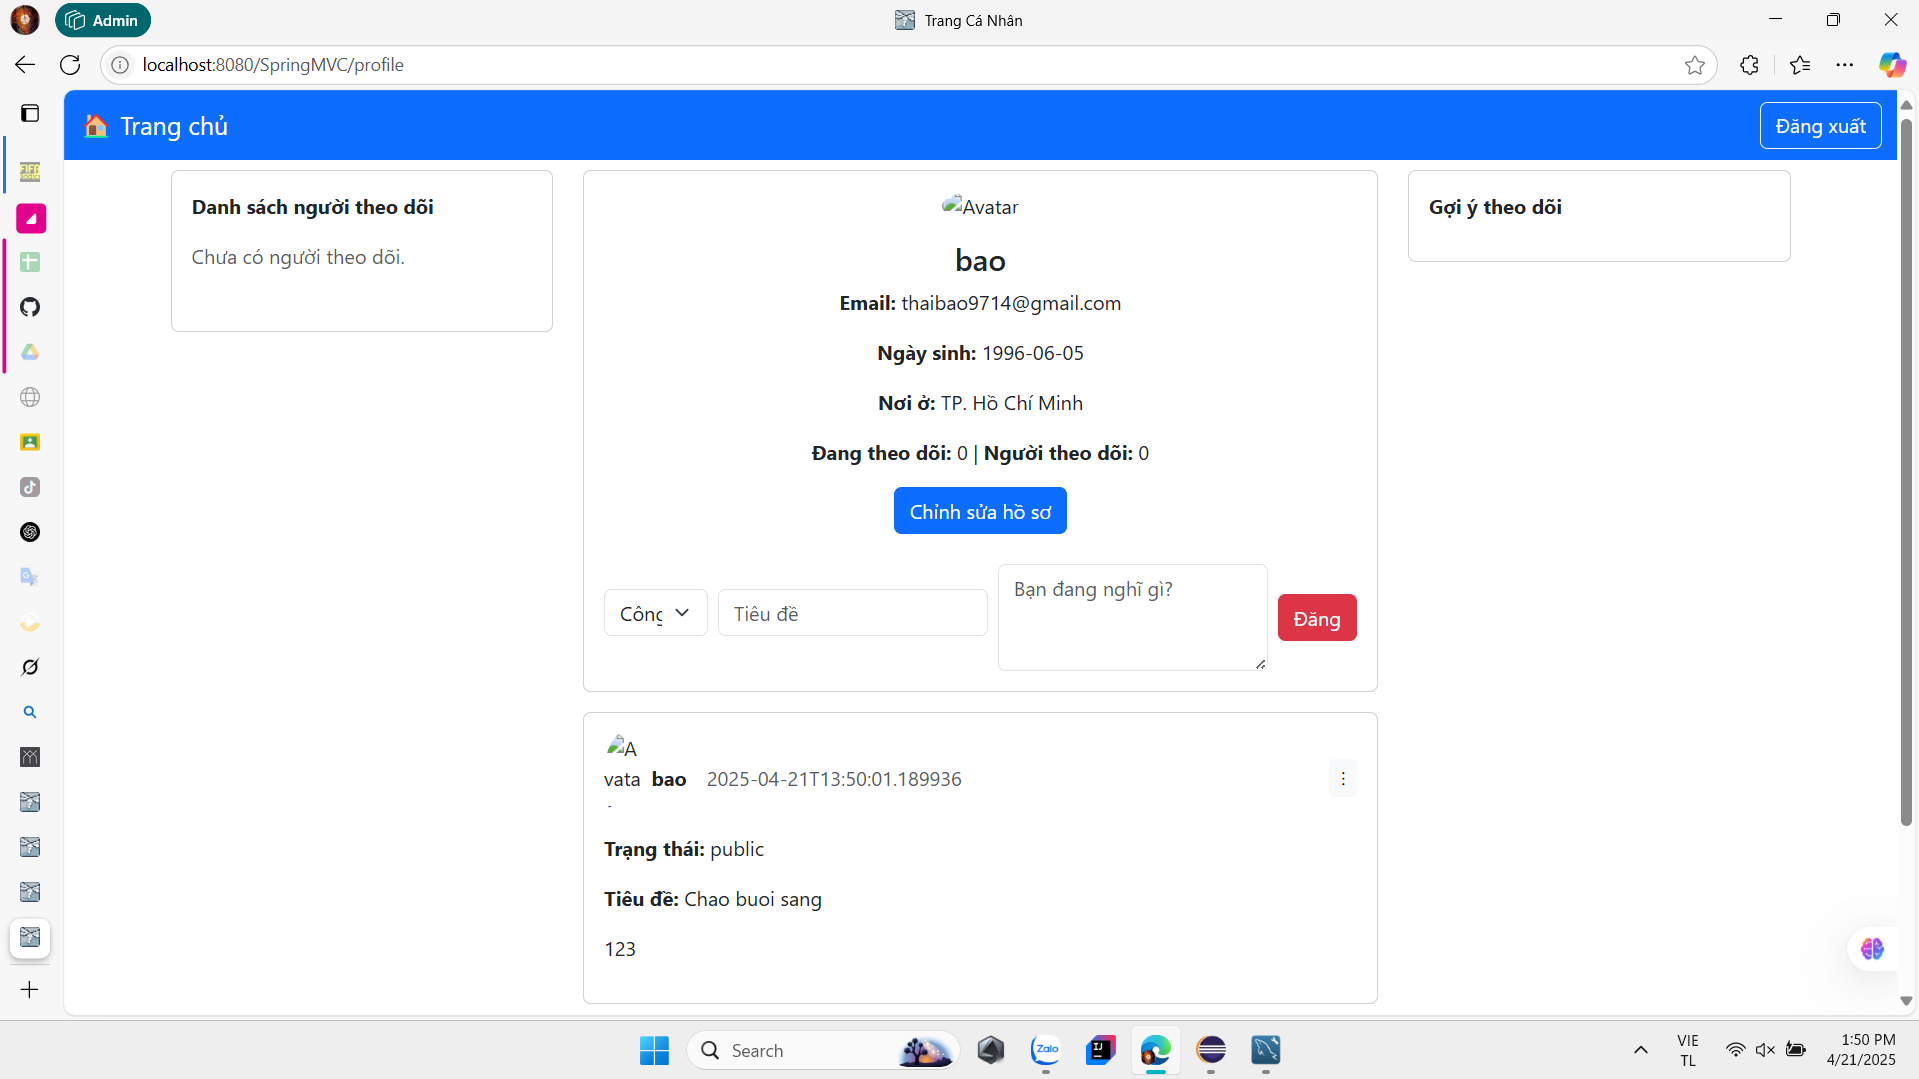 Admin
Trang Cá Nhân
localhost:8080/SpringMVC/profile
Trang chủ
Đăng xuất
Danh sách người theo dõi
Chưa có người theo dõi.
Avatar
bao
Email: thaibao9714@gmail.com
Ngày sinh: 1996-06-05
Nơi ở: TP. Hồ Chí Minh
Đang theo dõi: 0 | Người theo dõi: 0
Chỉnh sửa hồ sơ
Công
Tiêu đề
Bạn đang nghĩ gì?
Đăng
Gợi ý theo dõi
A
vata
bao 2025-04-21T13:50:01.189936
Trạng thái: public
Tiêu đề: Chao buoi sang
123
Search
Zalo
IJ
VIE
TL
1:50 PM
4/21/2025